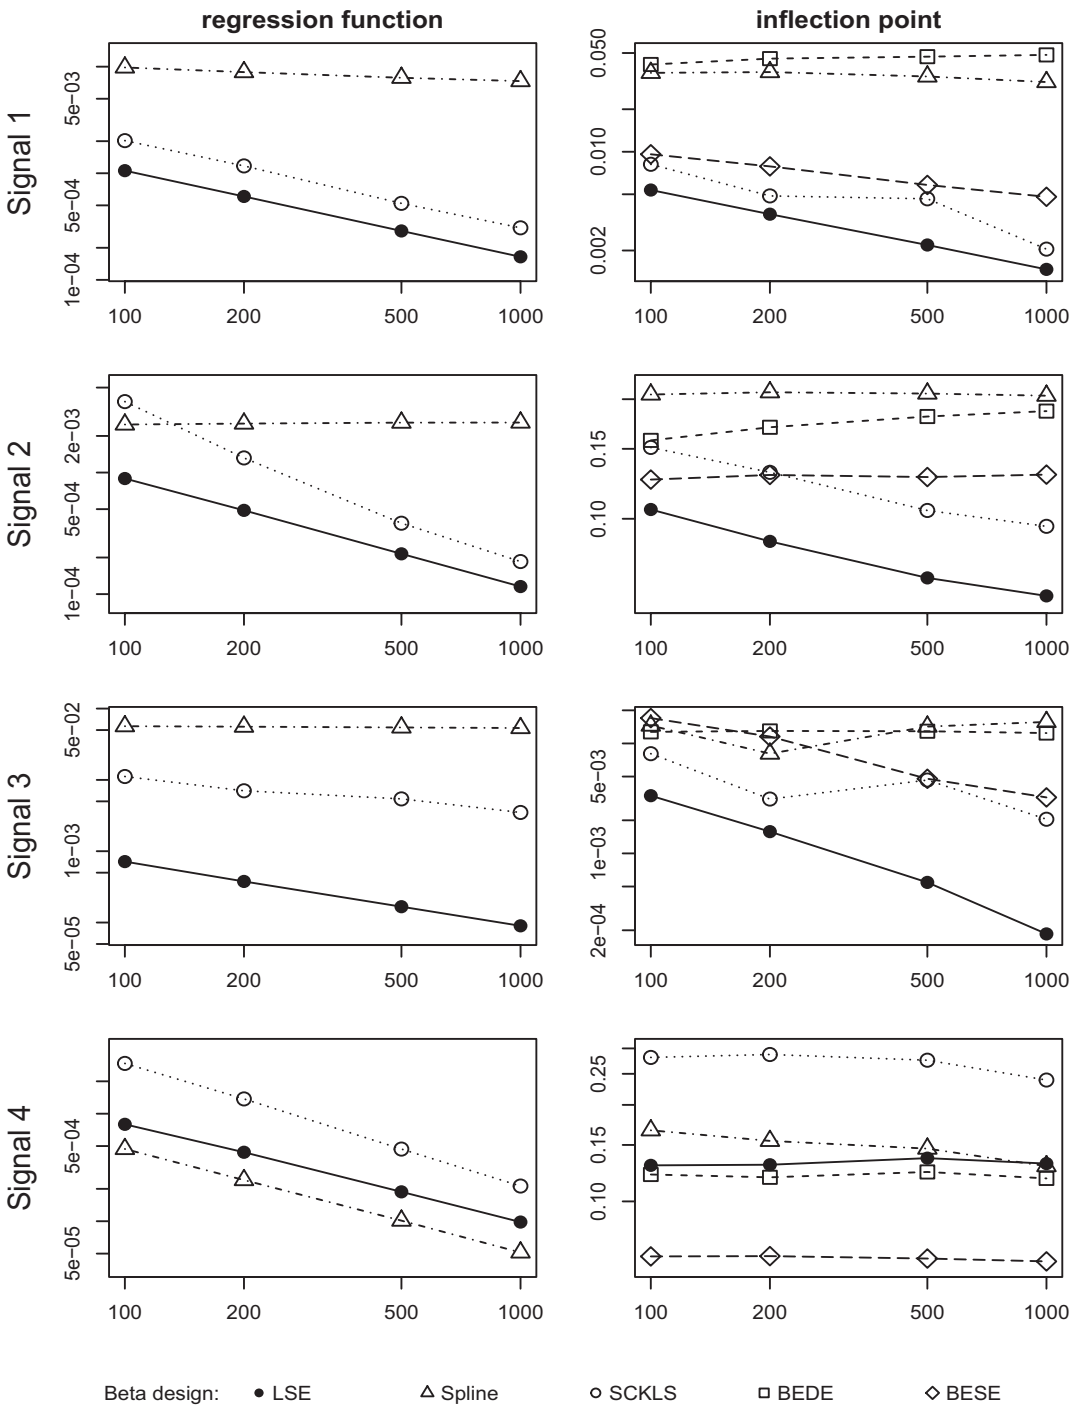 regression function
inflection point
Signal 1
5e−03
5e−04
1e−04
100 200 500 1000
0.050
0.010
0.002
100 200 500 1000
Signal 2
2e−03
5e−04
1e−04
100 200 500 1000
0.15
0.10
100 200 500 1000
Signal 3
5e−02
1e−03
5e−05
100 200 500 1000
5e−03
1e−03
2e−04
100 200 500 1000
Signal 4
5e−04
5e−05
100 200 500 1000
0.25
0.15
0.10
100 200 500 1000
Beta design: LSE Spline SCKLS BEDE BESE